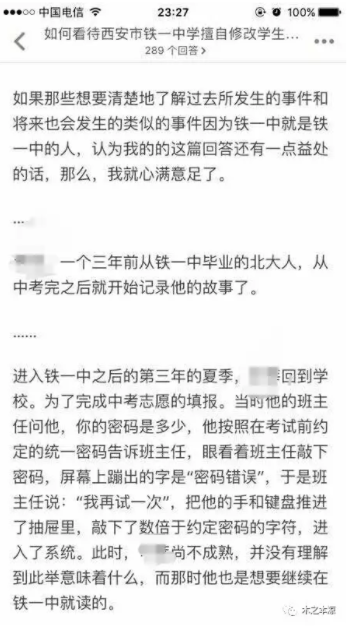 中国电信
23:27
100%
如何看待西安市铁一中学擅自修改学生...
289 个回答
如果那些想要清楚地了解过去所发生的事件和
将来也会发生的类似的事件因为铁一中就是铁
一中的人，认为我的的这篇回答还有一点益处
的话，那么，我就心满意足了。
...
，一个三年前从铁一中毕业的北大人，从
中考完之后就开始记录他的故事了。
......
进入铁一中之后的第三年的夏季，回到学
校。为了完成中考志愿的填报。当时他的班主
任问他，你的密码是多少，他按照在考试前约
定的统一密码告诉班主任，眼看着班主任敲下
密码，屏幕上蹦出的字是“密码错误”，于是班
主任说：“我再试一次”，把他的手和键盘推进
了抽屉里，敲下了数倍于约定密码的字符，进
入了系统。此时，尚不成熟，并没有理解
到此举意味着什么，而那时他也是想要继续在
铁一中就读的。
木之本源